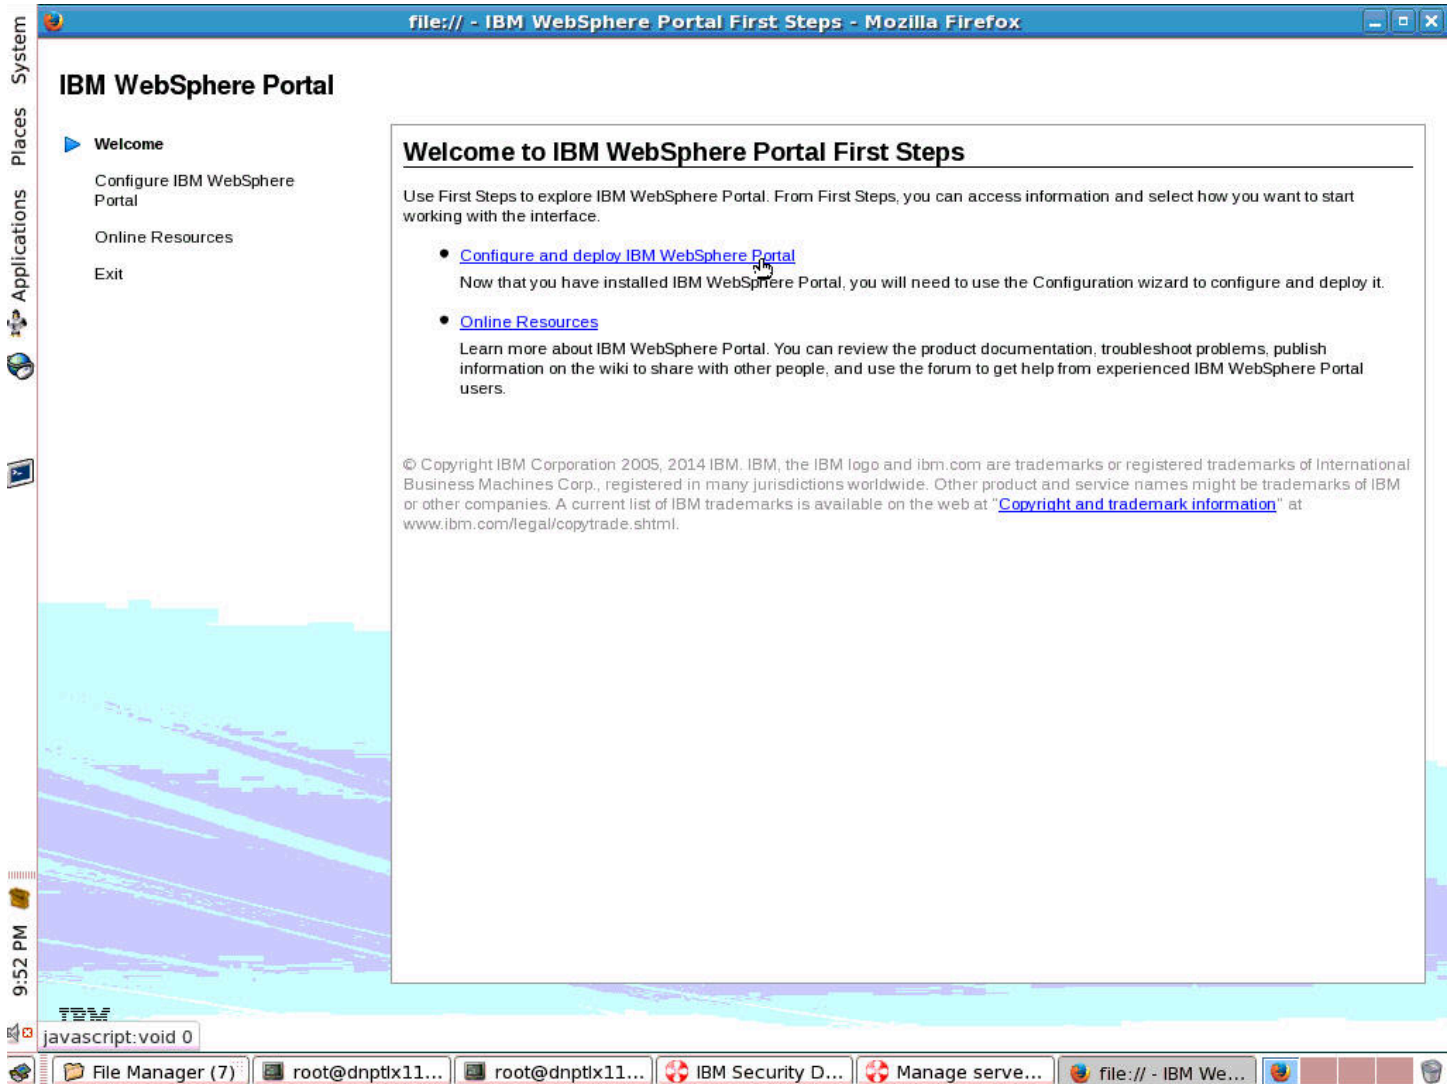 file:// - IBM WebSphere Portal First Steps - Mozilla Firefox
System
Places
Applications
9:52 PM
IBM WebSphere Portal
Welcome
Configure IBM WebSphere
Portal
Online Resources
Exit
Welcome to IBM WebSphere Portal First Steps
Use First Steps to explore IBM WebSphere Portal. From First Steps, you can access information and select how you want to start
working with the interface.
Configure and deploy IBM WebSphere Portal
Now that you have installed IBM WebSphere Portal, you will need to use the Configuration wizard to configure and deploy it.
Online Resources
Learn more about IBM WebSphere Portal. You can review the product documentation, troubleshoot problems, publish
information on the wiki to share with other people, and use the forum to get help from experienced IBM WebSphere Portal
users.
© Copyright IBM Corporation 2005, 2014 IBM. IBM, the IBM logo and ibm.com are trademarks or registered trademarks of International
Business Machines Corp., registered in many jurisdictions worldwide. Other product and service names might be trademarks of IBM
or other companies. A current list of IBM trademarks is available on the web at "Copyright and trademark information" at
www.ibm.com/legal/copytrade.shtml.
IBM
javascript:void 0
File Manager (7)
root@dnptlx11...
root@dnptlx11...
IBM Security D...
Manage serve...
file:// - IBM We...